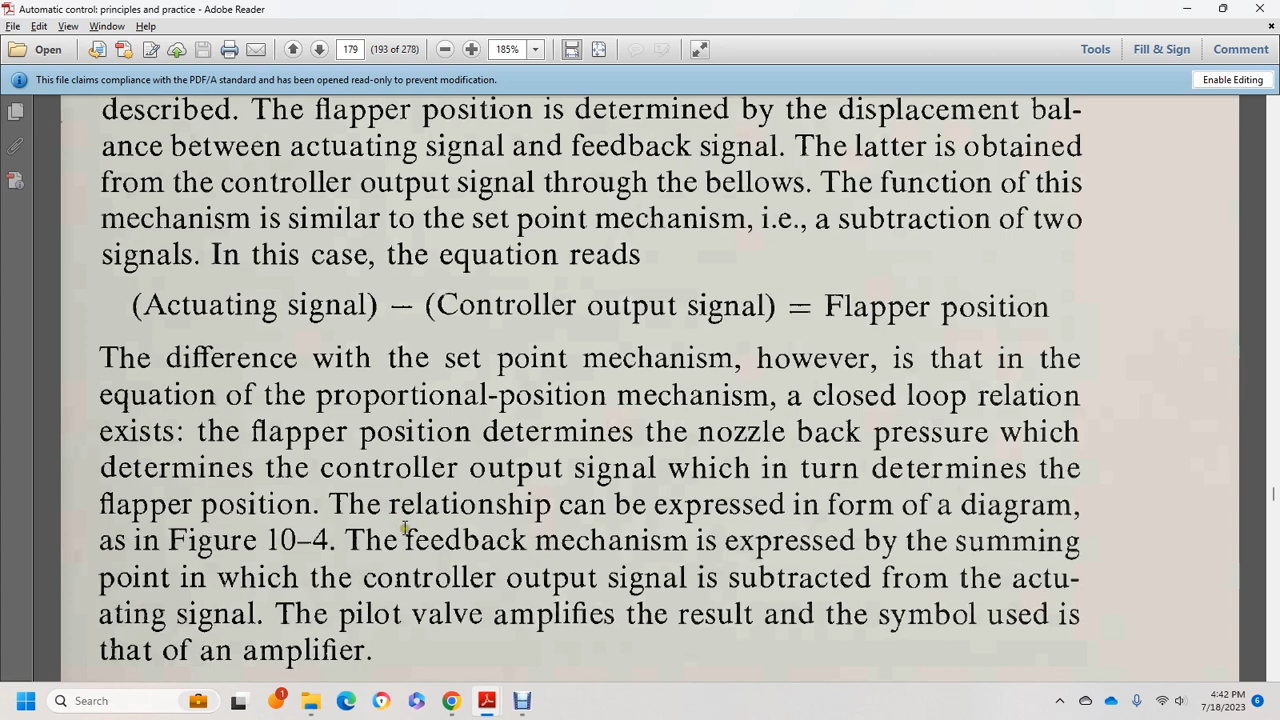 Automatic control: principles and practice - Adobe Reader
File Edit View Window Help
Open 179 (193 of 278) 185% Tools Fill & Sign Comment
This file claims compliance with the PDF/A standard and has been opened read-only to prevent modification. Enable Editing
described. The flapper position is determined by the displacement bal-
ance between actuating signal and feedback signal. The latter is obtained
from the controller output signal through the bellows. The function of this
mechanism is similar to the set point mechanism, i.e., a subtraction of two
signals. In this case, the equation reads
(Actuating signal) − (Controller output signal) = Flapper position
The difference with the set point mechanism, however, is that in the
equation of the proportional-position mechanism, a closed loop relation
exists: the flapper position determines the nozzle back pressure which
determines the controller output signal which in turn determines the
flapper position. The relationship can be expressed in form of a diagram,
as in Figure 10–4. The feedback mechanism is expressed by the summing
point in which the controller output signal is subtracted from the actu-
ating signal. The pilot valve amplifies the result and the symbol used is
that of an amplifier.
Search 1 4:42 PM
7/18/2023 6